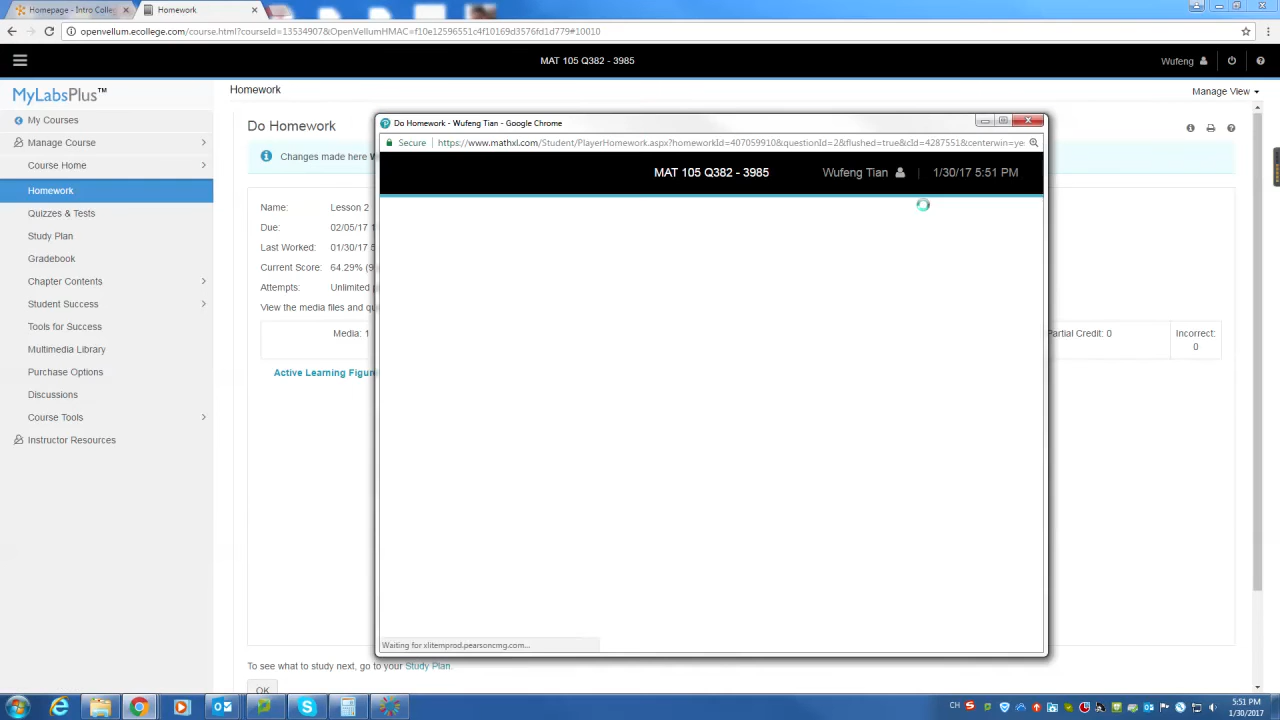 Homepage - Intro Colle
Homework
openvellum.ecollege.com/course.html?courseId=13534907&OpenVellumHMAC=f10e12596551c4f10169d3576fd1d779#10010
MAT 105 Q382 - 3985
Wufeng
MyLabsPlus™
Homework
Manage View
My Courses
Manage Course
Course Home
Homework
Quizzes & Tests
Study Plan
Gradebook
Chapter Contents
Student Success
Tools for Success
Multimedia Library
Purchase Options
Discussions
Course Tools
Instructor Resources
Do Homework
Changes made here W
Name: Lesson 2
Due: 02/05/17 1
Last Worked: 01/30/17 5
Current Score: 64.29% (9
Attempts: Unlimited
View the media files and qu
Media: 1
Partial Credit: 0
Incorrect:
0
Active Learning Figure
Do Homework - Wufeng Tian - Google Chrome
Secure
https://www.mathxl.com/Student/PlayerHomework.aspx?homeworkId=407059910&questionId=2&flushed=true&cId=4287551&centerwin=ye
MAT 105 Q382 - 3985
Wufeng Tian | 1/30/17 5:51 PM
Waiting for xlitemprod.pearsoncmg.com...
To see what to study next, go to your Study Plan.
OK
CH
5:51 PM
1/30/2017